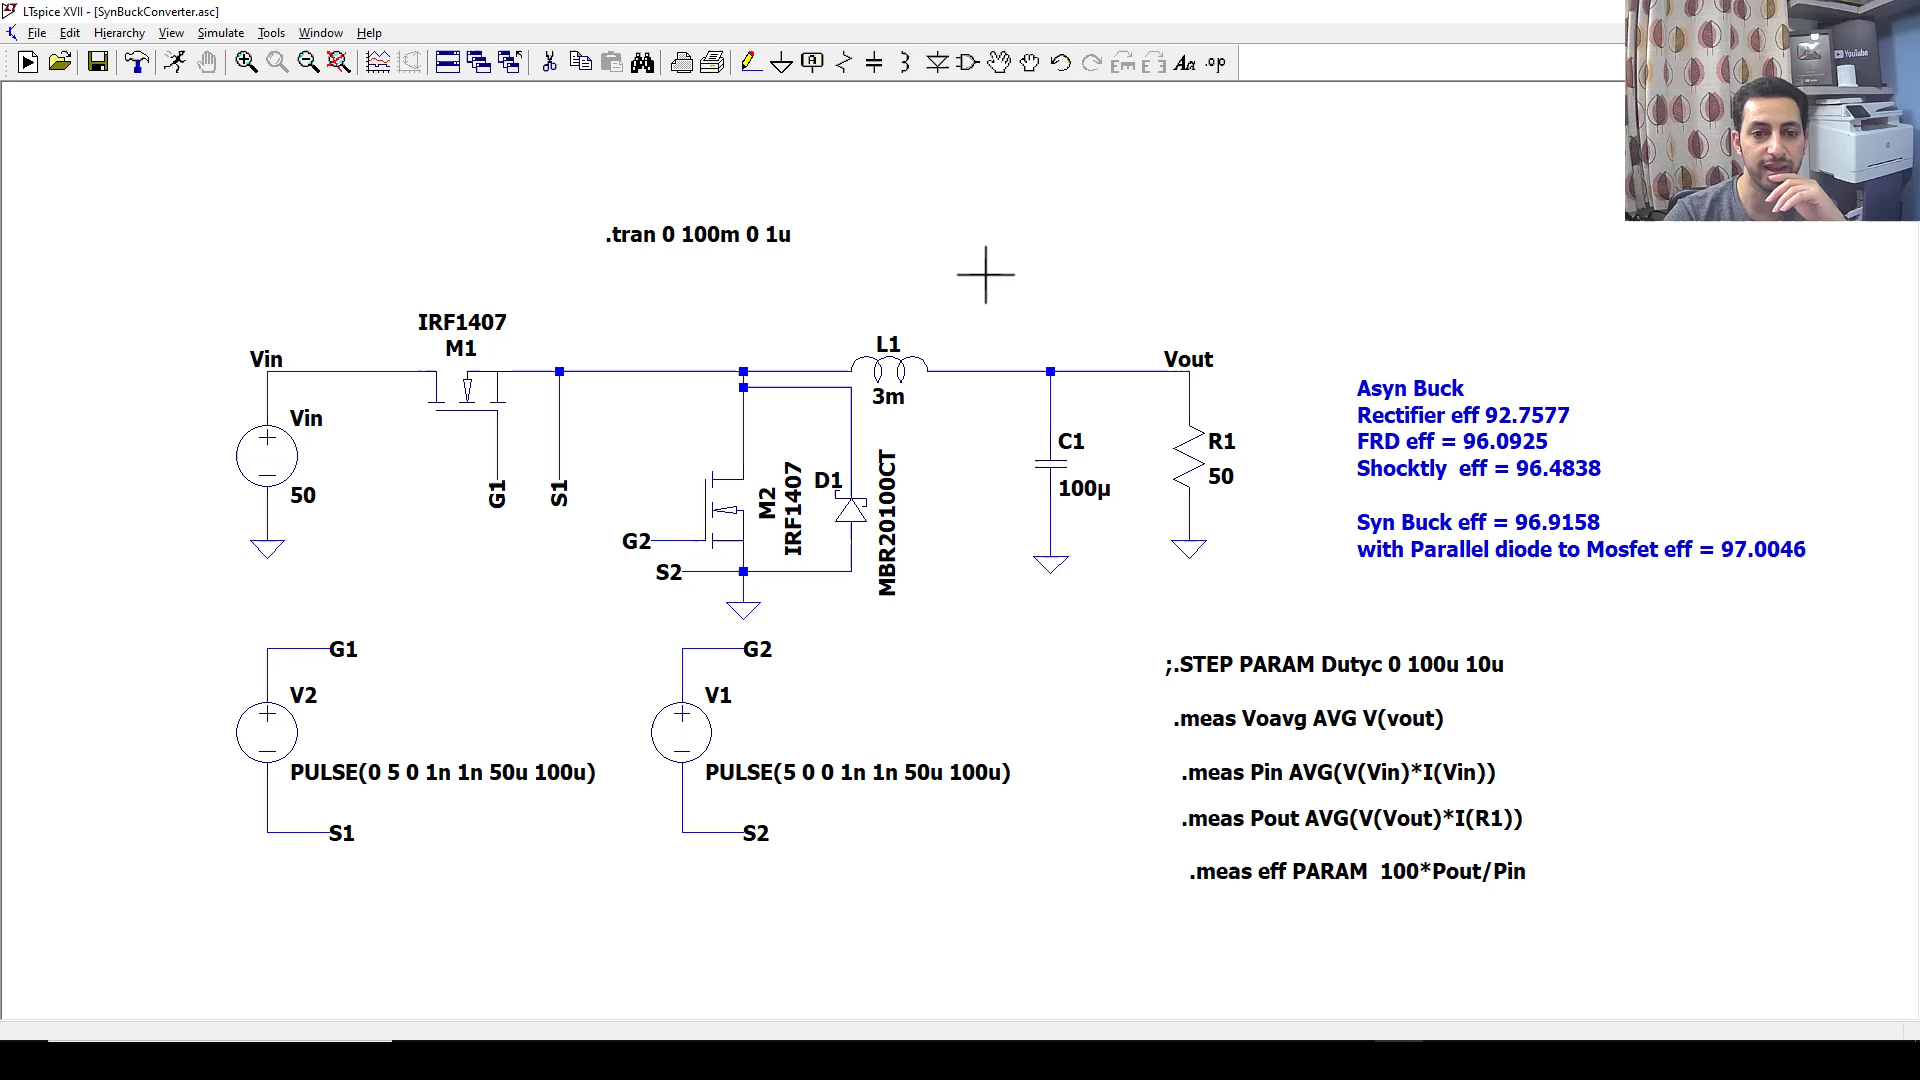 LTspice XVII - [SynBuckConverter.asc]
File Edit Hierarchy View Simulate Tools Window Help
Aa .op
YouTube
.tran 0 100m 0 1u
IRF1407
M1
L1
Vin
Vout
3m
Asyn Buck
Rectifier eff 92.7577
FRD eff = 96.0925
Shocktly eff = 96.4838
Vin
50
G1
S1
M2
IRF1407
D1
MBR20100CT
C1
100µ
R1
50
G2
S2
Syn Buck eff = 96.9158
with Parallel diode to Mosfet eff = 97.0046
G1
V2
PULSE(0 5 0 1n 1n 50u 100u)
S1
G2
V1
PULSE(5 0 0 1n 1n 50u 100u)
S2
;.STEP PARAM Dutyc 0 100u 10u
.meas Voavg AVG V(vout)
.meas Pin AVG(V(Vin)*I(Vin))
.meas Pout AVG(V(Vout)*I(R1))
.meas eff PARAM 100*Pout/Pin